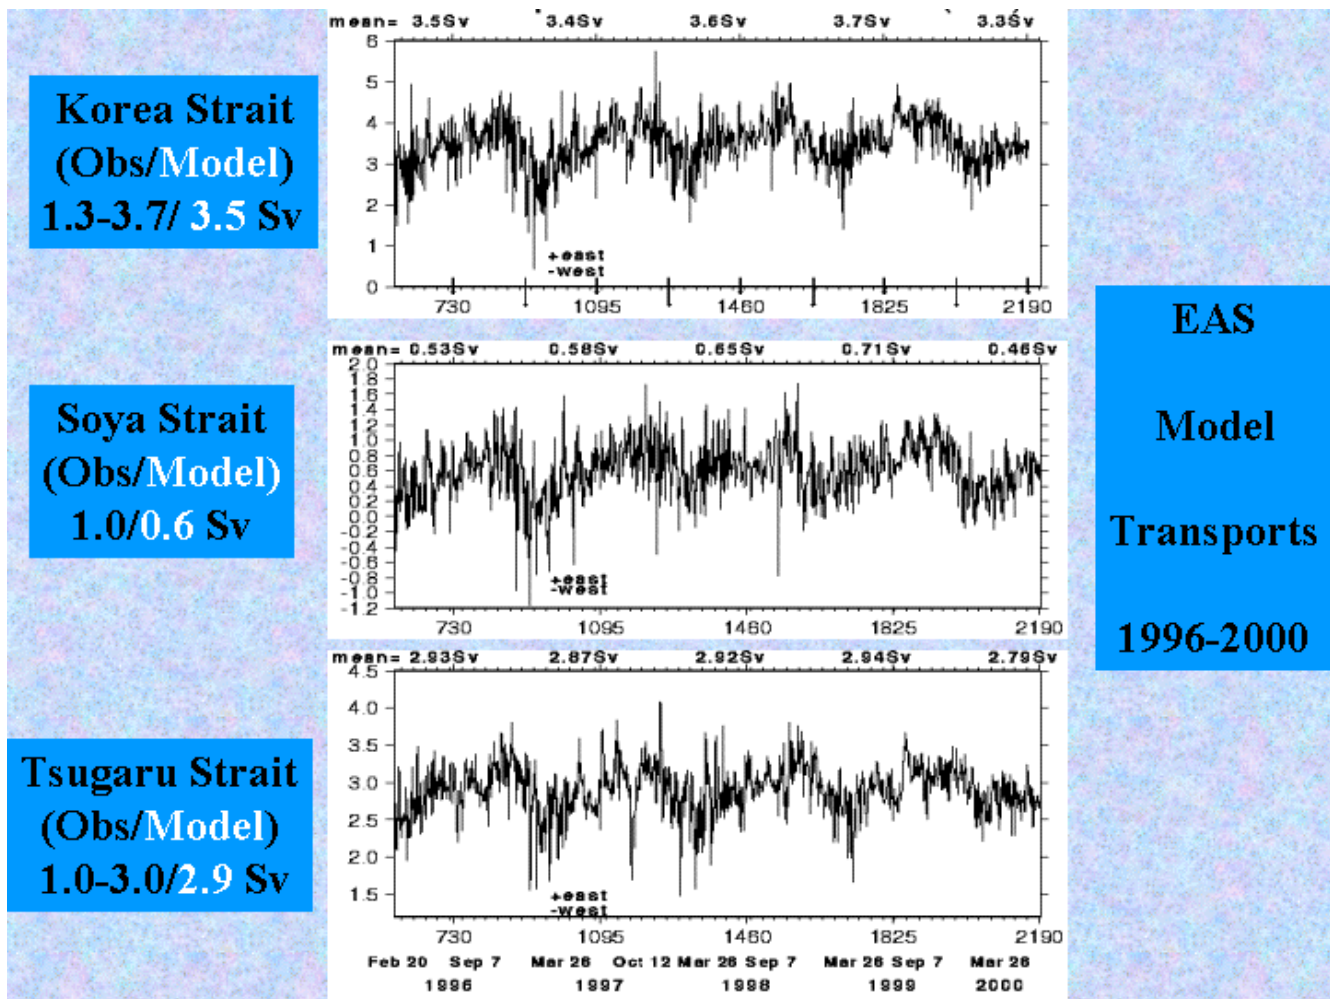 mean= 3.5Sv 3.4Sv 3.6Sv 3.7Sv 3.3Sv
6
5
4
3
2
1
0
+east
-west
730 1095 1460 1825 2190
Korea Strait
(Obs/Model)
1.3-3.7/ 3.5 Sv
mean= 0.53Sv 0.58Sv 0.65Sv 0.71Sv 0.46Sv
2.0
1.8
1.6
1.4
1.2
1.0
0.8
0.6
0.4
0.2
0.0
-0.2
-0.4
-0.6
-0.8
-1.0
-1.2
+east
-west
730 1095 1460 1825 2190
Soya Strait
(Obs/Model)
1.0/0.6 Sv
EAS
Model
Transports
1996-2000
mean= 2.93Sv 2.87Sv 2.92Sv 2.94Sv 2.79Sv
4.5
4.0
3.5
3.0
2.5
2.0
1.5
+east
-west
730 1095 1460 1825 2190
Feb 20 Sep 7 Mar 26 Oct 12 Mar 26 Sep 7 Mar 26 Sep 7 Mar 26
1996 1997 1998 1999 2000
Tsugaru Strait
(Obs/Model)
1.0-3.0/2.9 Sv